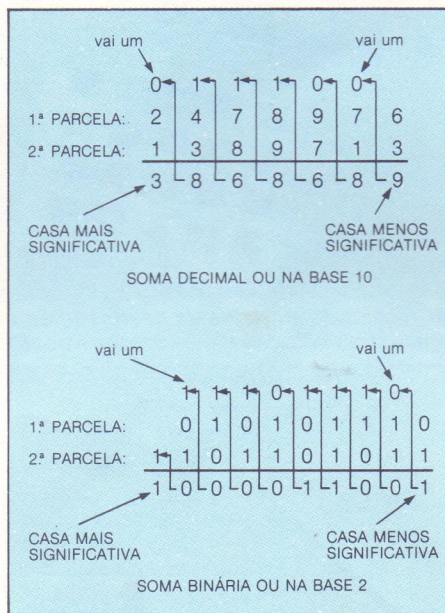 vai um vai um
0 1 1 1 0 0
1.ª PARCELA: 2 4 7 8 9 7 6
2.ª PARCELA: 1 3 8 9 7 1 3
3 8 6 8 6 8 9
CASA MAIS SIGNIFICATIVA CASA MENOS SIGNIFICATIVA
SOMA DECIMAL OU NA BASE 10
vai um vai um
1 1 1 0 1 1 1 0
1.ª PARCELA: 0 1 0 1 0 1 1 1 0
2.ª PARCELA: 1 1 0 1 1 0 1 0 1 1
1 0 0 0 0 1 1 0 0 1
CASA MAIS SIGNIFICATIVA CASA MENOS SIGNIFICATIVA
SOMA BINÁRIA OU NA BASE 2